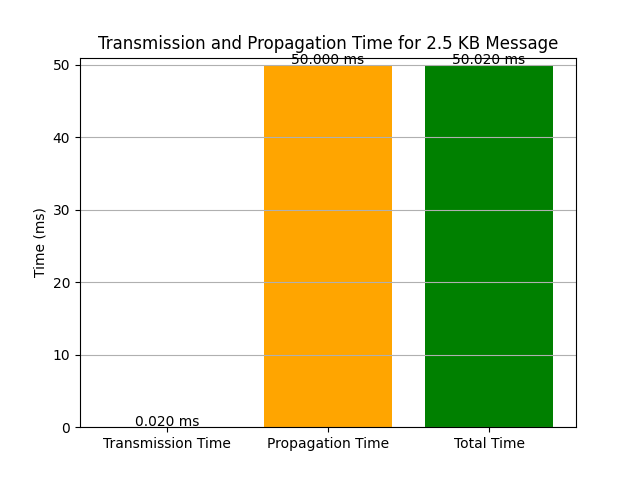 Transmission and Propagation Time for 2.5 KB Message
50.000 ms
50.020 ms
50
40
30
20
10
0
Time (ms)
0.020 ms
Transmission Time
Propagation Time
Total Time